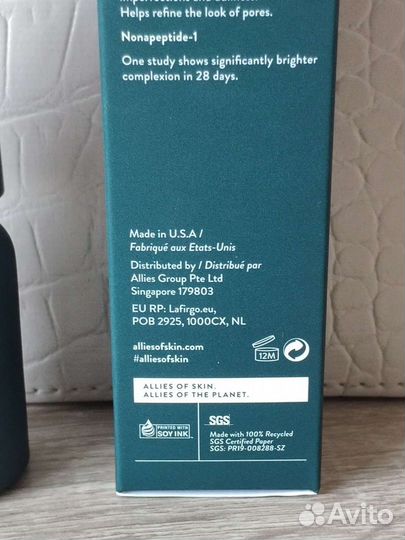 Helps refine the look of pores.
Nonapeptide-1
One study shows significantly brighter
complexion in 28 days.
Made in U.S.A /
Fabriqué aux Etats-Unis
Distributed by / Distribué par
Allies Group Pte Ltd
Singapore 179803
EU RP: Lafirgo.eu,
POB 2925, 1000CX, NL
alliesofskin.com
#alliesofskin
12M
ALLIES OF SKIN.
ALLIES OF THE PLANET.
PRINTED WITH
SOY INK
SGS
Made with 100% Recycled
SGS Certified Paper
SGS: PR19-008288-SZ
Avito